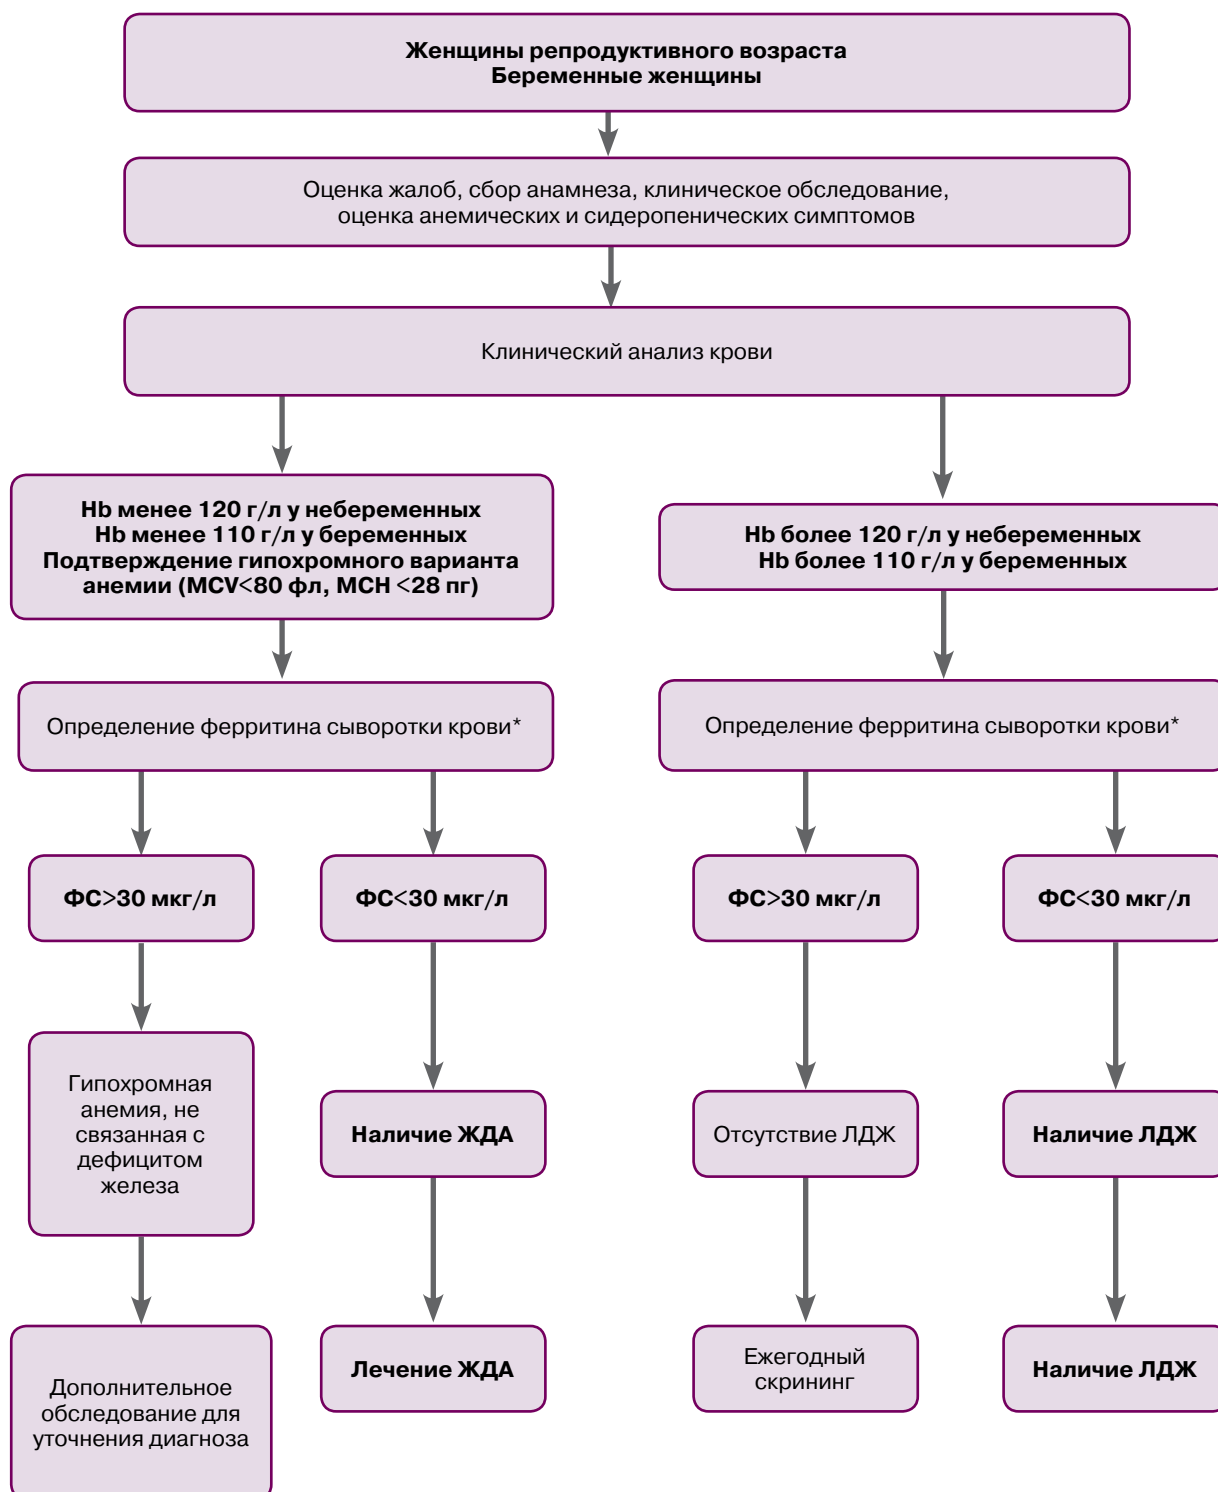 Женщины репродуктивного возраста
Беременные женщины
Оценка жалоб, сбор анамнеза, клиническое обследование,
оценка анемических и сидеропенических симптомов
Клинический анализ крови
Hb менее 120 г/л у небеременных
Hb менее 110 г/л у беременных
Подтверждение гипохромного варианта
анемии (MCV<80 фл, MCH <28 пг)
Hb более 120 г/л у небеременных
Hb более 110 г/л у беременных
Определение ферритина сыворотки крови*
Определение ферритина сыворотки крови*
ФС>30 мкг/л
ФС<30 мкг/л
ФС>30 мкг/л
ФС<30 мкг/л
Гипохромная
анемия, не
связанная с
дефицитом
железа
Наличие ЖДА
Отсутствие ЛДЖ
Наличие ЛДЖ
Дополнительное
обследование для
уточнения диагноза
Лечение ЖДА
Ежегодный
скрининг
Наличие ЛДЖ